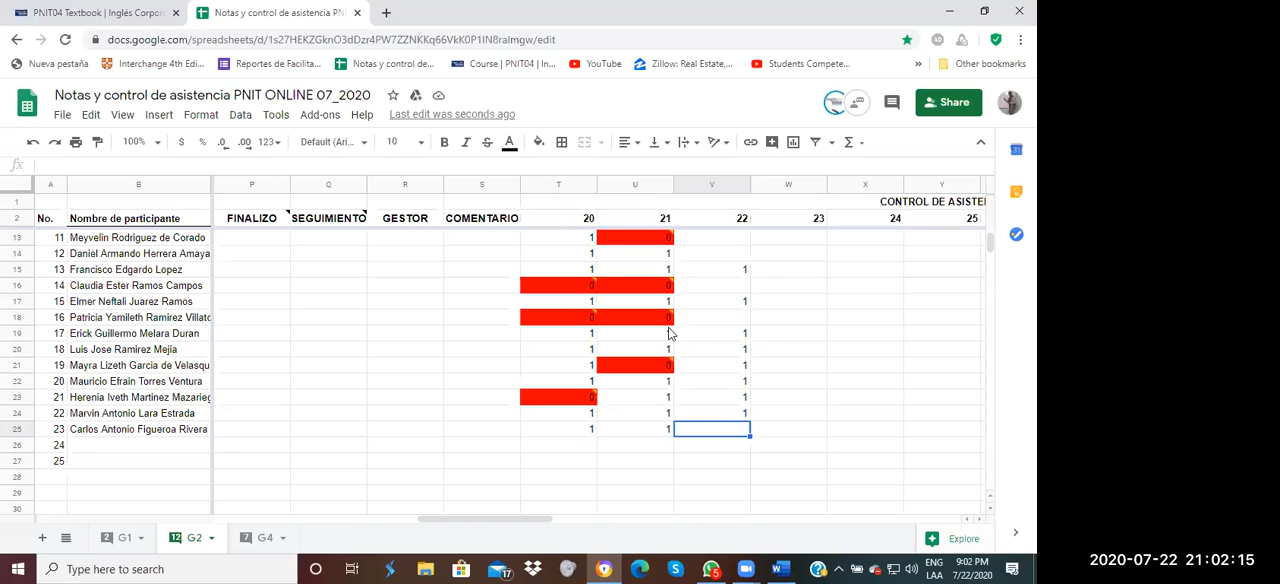 PNIT04 Textbook | Inglés Corpori
Notas y control de asistencia PNI
docs.google.com/spreadsheets/d/1s27HEKZGknO3dDzr4PW7ZZNKKq66VkK0P1IN8ralmgw/edit
Nueva pestaña Interchange 4th Edi... Reportes de Facilita... Notas y control de... Course | PNIT04 | In... YouTube Zillow: Real Estate,... Students Compete... » Other bookmarks
Notas y control de asistencia PNIT ONLINE 07_2020
Share
File Edit View Insert Format Data Tools Add-ons Help Last edit was seconds ago
100% $ % .0 .00 123 Default (Ari... 10 B I S A
fx
A B P Q R S T U V W X Y
1 CONTROL DE ASISTE
2 No. Nombre de participante FINALIZO SEGUIMIENTO GESTOR COMENTARIO 20 21 22 23 24 25
13 11 Meyvelin Rodriguez de Corado 1 0
14 12 Daniel Armando Herrera Amaya 1 1
15 13 Francisco Edgardo Lopez 1 1 1
16 14 Claudia Ester Ramos Campos 0 0
17 15 Elmer Neftali Juarez Ramos 1 1 1
18 16 Patricia Yamileth Ramirez Villato 0 0
19 17 Erick Guillermo Melara Duran 1 1 1
20 18 Luis Jose Ramirez Mejia 1 1 1
21 19 Mayra Lizeth Garcia de Velasqu 1 0 1
22 20 Mauricio Efrain Torres Ventura 1 1 1
23 21 Herenia Iveth Martinez Mazarieg 0 1 1
24 22 Marvin Antonio Lara Estrada 1 1 1
25 23 Carlos Antonio Figueroa Rivera 1 1
26 24
27 25
28
29
30
2 G1 12 G2 7 G4 Explore
Type here to search
17
5
ENG 9:02 PM
LAA 7/22/2020
2020-07-22 21:02:15